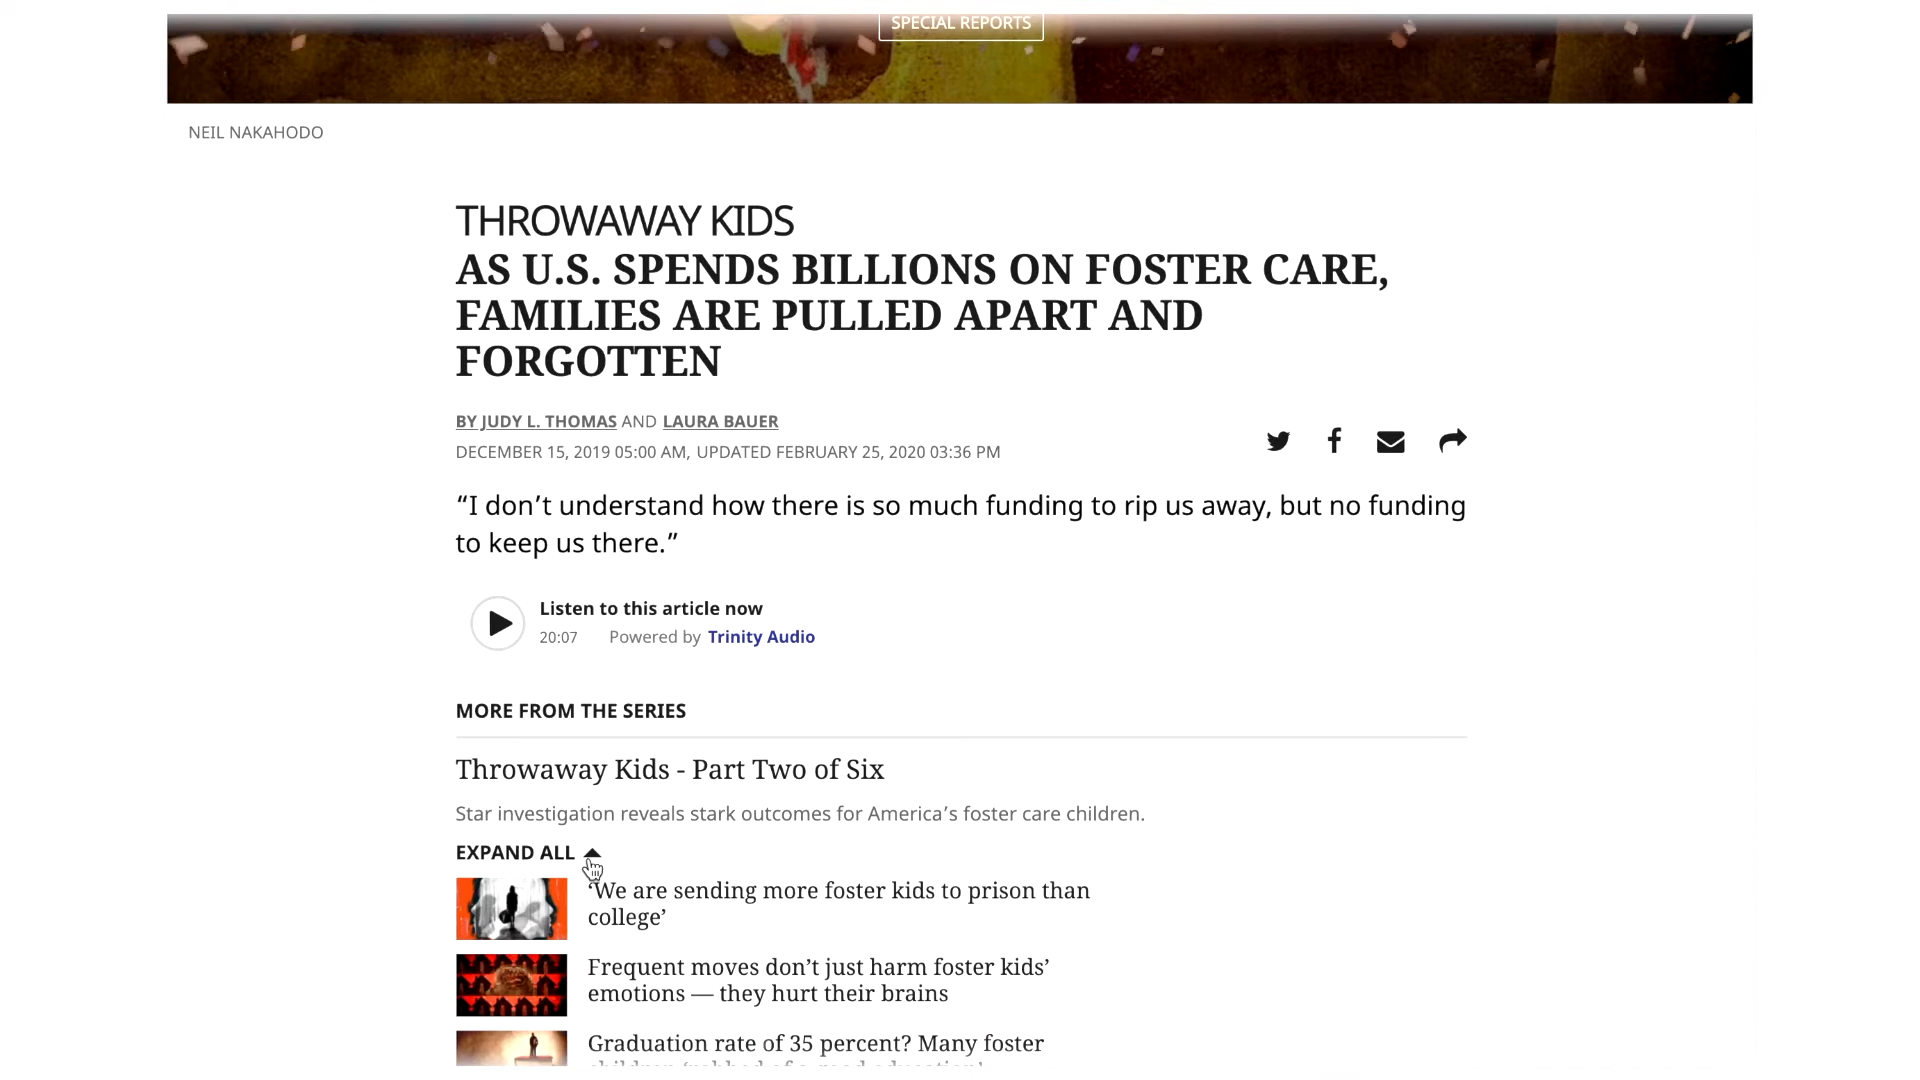 SPECIAL REPORTS
NEIL NAKAHODO
THROWAWAY KIDS
AS U.S. SPENDS BILLIONS ON FOSTER CARE,
FAMILIES ARE PULLED APART AND
FORGOTTEN
BY JUDY L. THOMAS AND LAURA BAUER
DECEMBER 15, 2019 05:00 AM, UPDATED FEBRUARY 25, 2020 03:36 PM
“I don’t understand how there is so much funding to rip us away, but no funding
to keep us there.”
Listen to this article now
20:07 Powered by Trinity Audio
MORE FROM THE SERIES
Throwaway Kids - Part Two of Six
Star investigation reveals stark outcomes for America’s foster care children.
EXPAND ALL
‘We are sending more foster kids to prison than
college’
Frequent moves don’t just harm foster kids’
emotions — they hurt their brains
Graduation rate of 35 percent? Many foster
children ‘robbed of a good education’